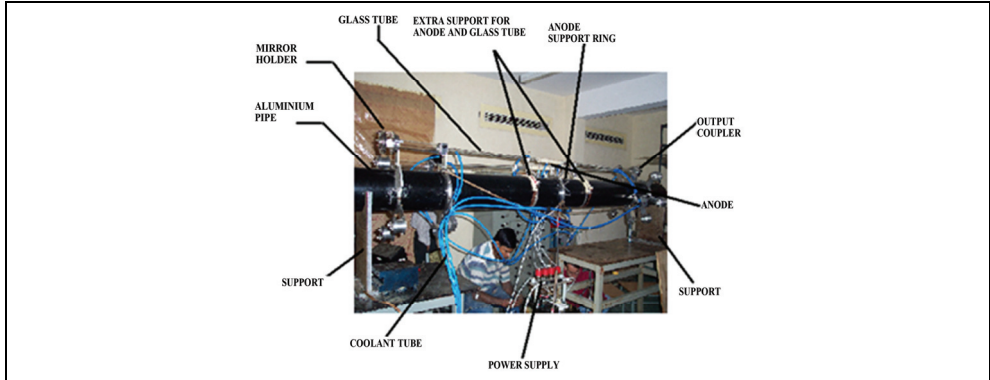 GLASS TUBE
EXTRA SUPPORT FOR
ANODE AND GLASS TUBE
ANODE
SUPPORT RING
MIRROR
HOLDER
ALUMINIUM
PIPE
OUTPUT
COUPLER
ANODE
SUPPORT
SUPPORT
COOLANT TUBE
POWER SUPPLY